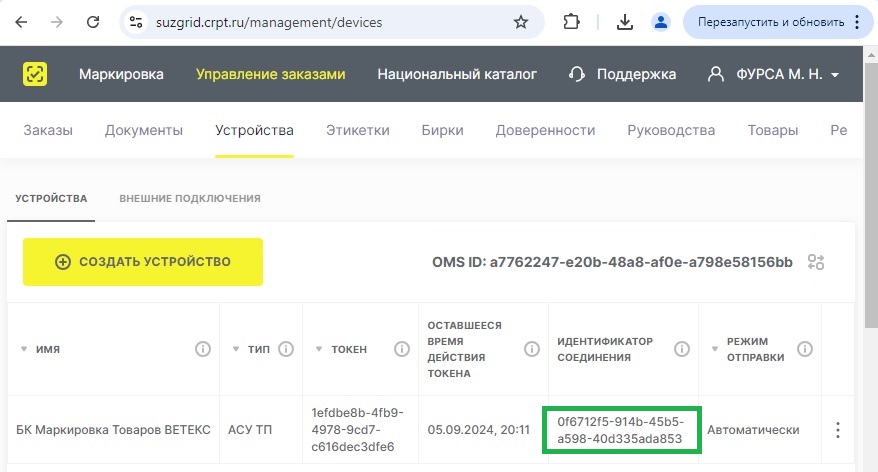 suzgrid.crpt.ru/management/devices
Перезапустить и обновить
Маркировка
Управление заказами
Национальный каталог
Поддержка
ФУРСА М. Н.
Заказы
Документы
Устройства
Этикетки
Бирки
Доверенности
Руководства
Товары
Ре
УСТРОЙСТВА
ВНЕШНИЕ ПОДКЛЮЧЕНИЯ
СОЗДАТЬ УСТРОЙСТВО
OMS ID: a7762247-e20b-48a8-af0e-a798e58156bb
ИМЯ
ТИП
ТОКЕН
ОСТАВШЕЕСЯ
ВРЕМЯ
ДЕЙСТВИЯ
ТОКЕНА
ИДЕНТИФИКАТОР
СОЕДИНЕНИЯ
РЕЖИМ
ОТПРАВКИ
БК Маркировка Товаров ВЕТЕКС
АСУ ТП
1efdbe8b-4fb9-
4978-9cd7-
c616dec3dfe6
05.09.2024, 20:11
0f6712f5-914b-45b5-
a598-40d335ada853
Автоматически